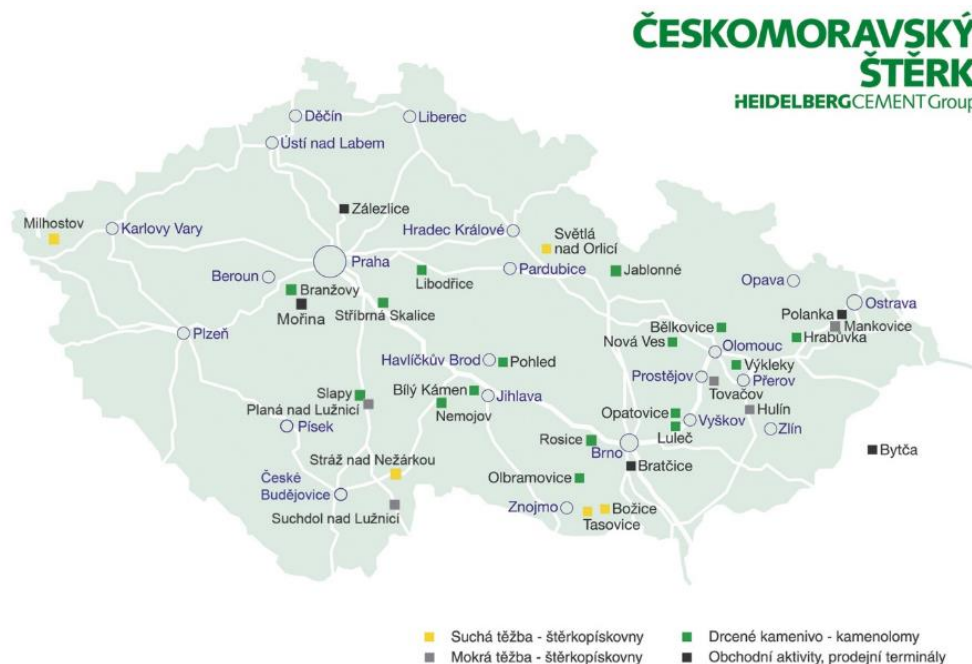 ČESKOMORAVSKÝ
ŠTĚRK
HEIDELBERGCEMENT Group
Děčín
Liberec
Ústí nad Labem
Zálezlice
Milhostov
Karlovy Vary
Hradec Králové
Světlá
nad Orlicí
Praha
Beroun
Libodřice
Pardubice
Jablonné
Opava
Branžovy
Mořina
Stříbrná Skalice
Ostrava
Polanka
Mankovice
Plzeň
Bělkovice
Hrabůvka
Nová Ves
Olomouc
Havlíčkův Brod
Pohled
Výkleky
Prostějov
Přerov
Tovačov
Slapy
Bílý Kámen
Jihlava
Planá nad Lužnicí
Nemojov
Opatovice
Hulín
Písek
Vyškov
Zlín
Luleč
Rosice
Brno
Bytča
Stráž nad Nežárkou
Bratčice
Olbramovice
České
Budějovice
Suchdol nad Lužnicí
Znojmo
Božice
Tasovice
Suchá těžba - štěrkopískovny
Drcené kamenivo - kamenolomy
Mokrá těžba - štěrkopískovny
Obchodní aktivity, prodejní terminály